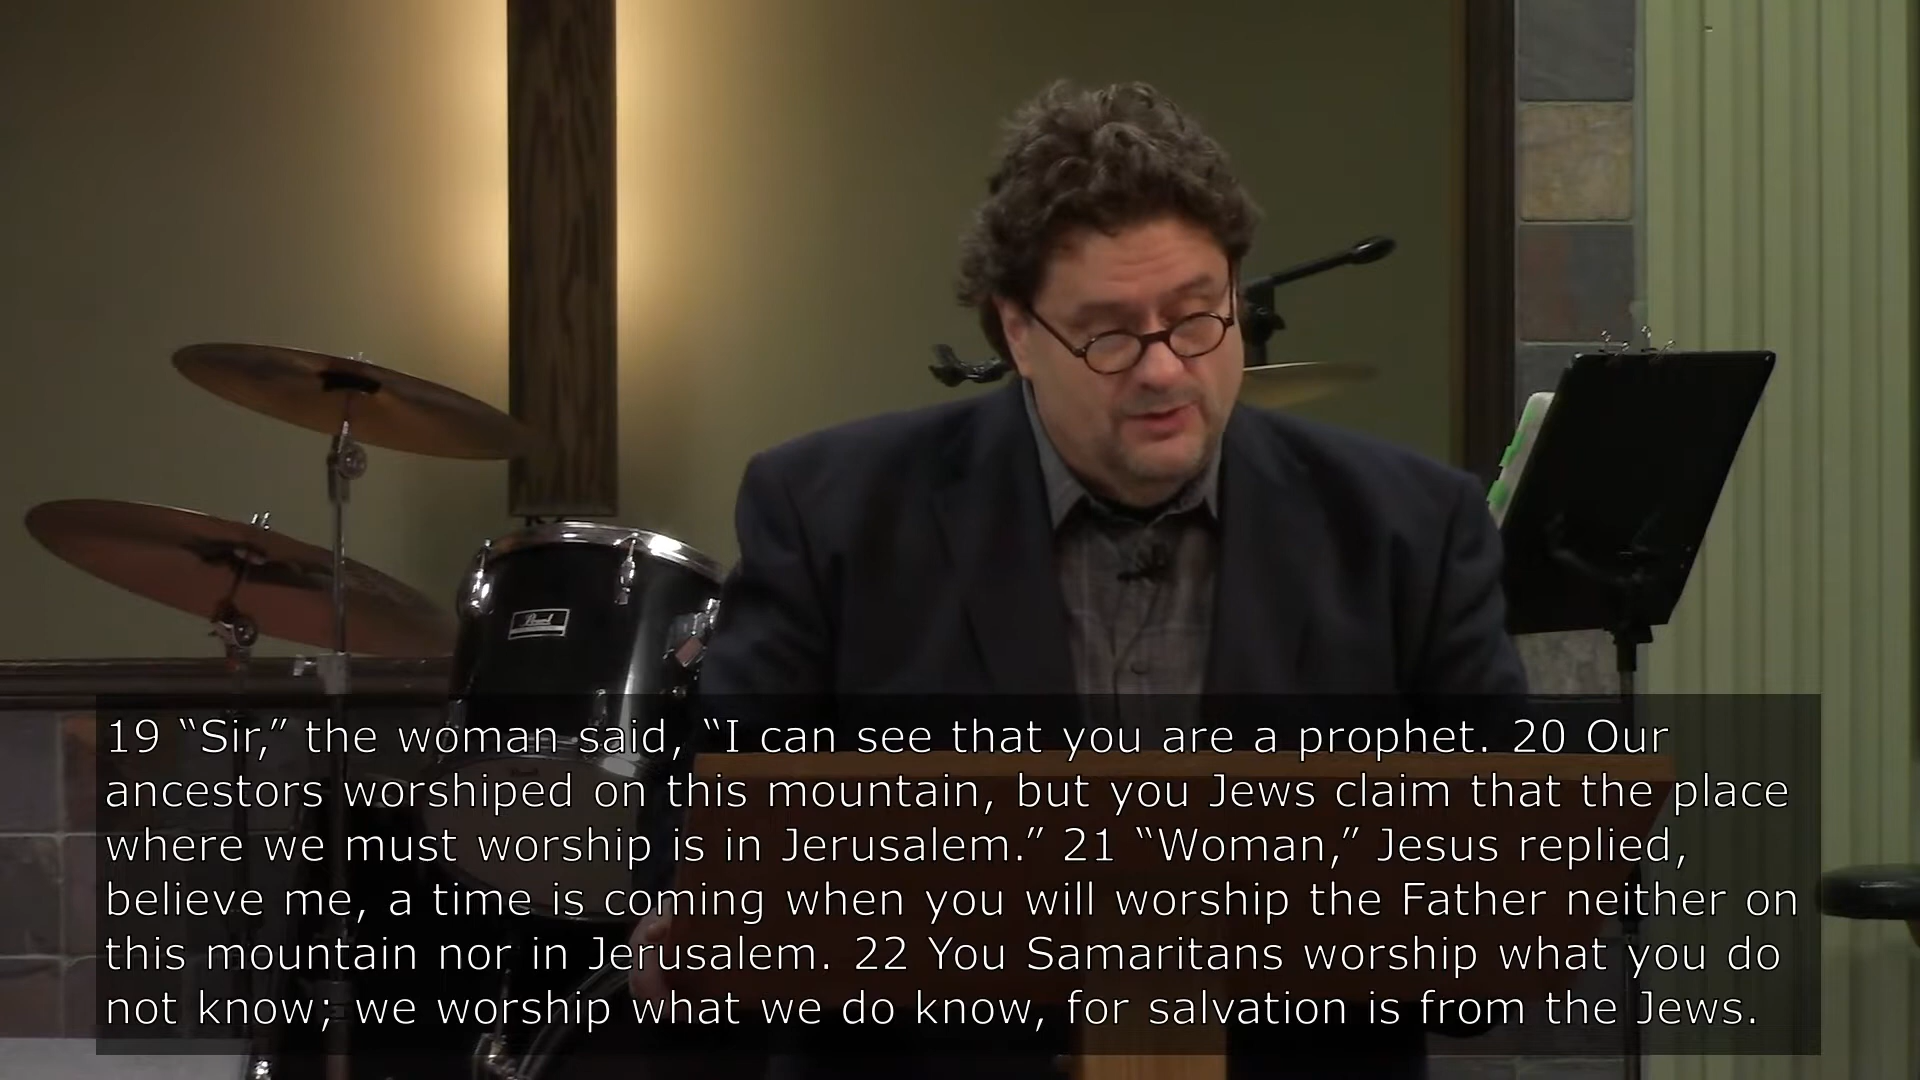 Pearl
19 “Sir,” the woman said, “I can see that you are a prophet. 20 Our
ancestors worshiped on this mountain, but you Jews claim that the place
where we must worship is in Jerusalem.” 21 “Woman,” Jesus replied,
believe me, a time is coming when you will worship the Father neither on
this mountain nor in Jerusalem. 22 You Samaritans worship what you do
not know; we worship what we do know, for salvation is from the Jews.